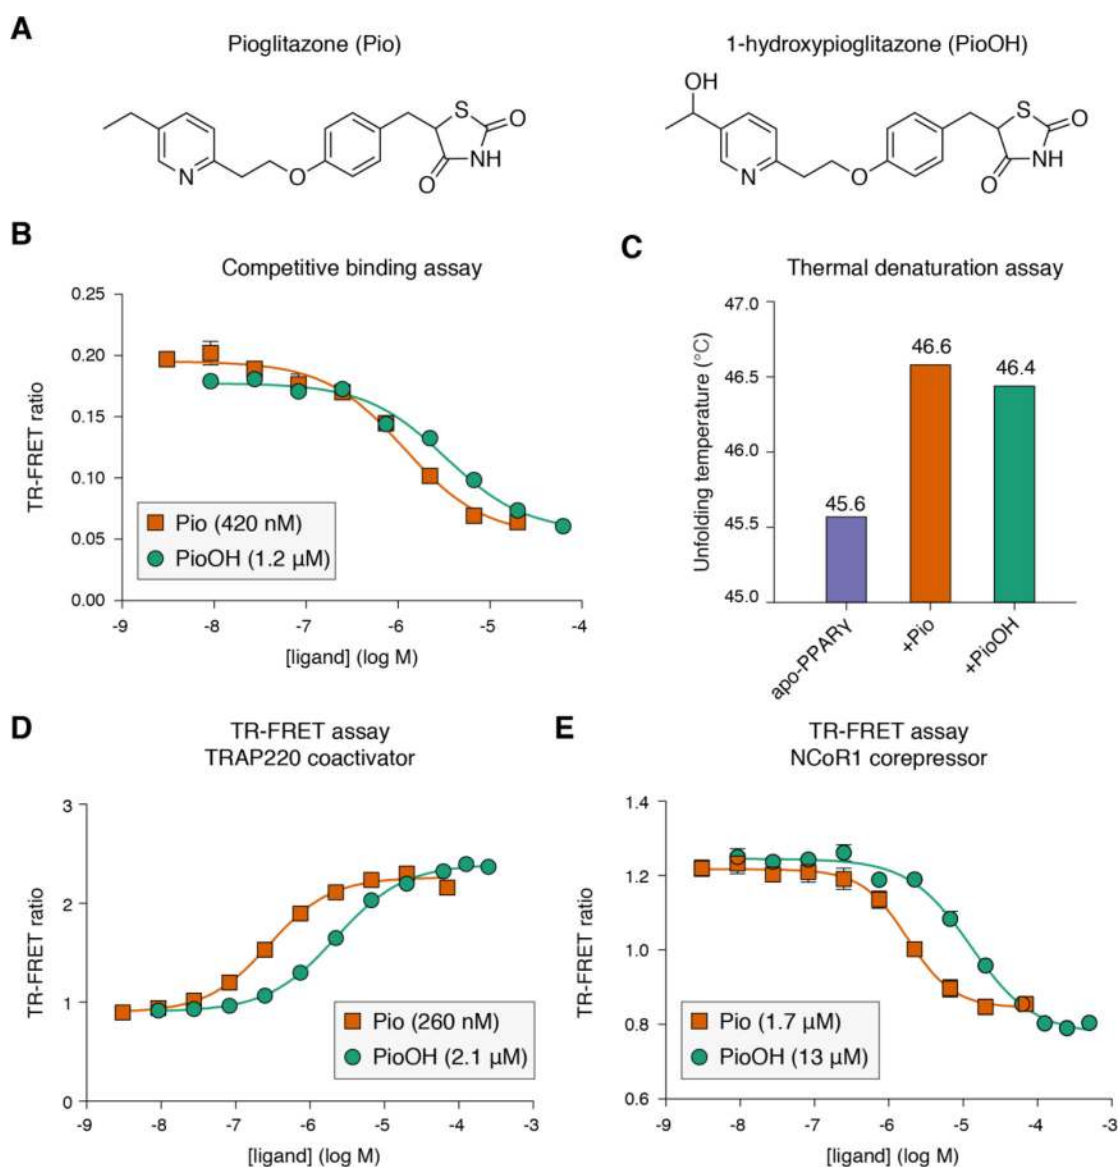 A
Pioglitazone (Pio)
1-hydroxypioglitazone (PioOH)
N
O
S
O
O
NH
OH
N
O
S
O
O
NH
B
Competitive binding assay
TR-FRET ratio
0.25
0.20
0.15
0.10
0.05
0.00
Pio (420 nM)
PioOH (1.2 µM)
-9 -8 -7 -6 -5 -4
[ligand] (log M)
C
Thermal denaturation assay
Unfolding temperature (°C)
47.0
46.5
46.0
45.5
45.0
45.6
46.6
46.4
apo-PPARγ
+Pio
+PioOH
D
TR-FRET assay
TRAP220 coactivator
TR-FRET ratio
3
2
1
0
Pio (260 nM)
PioOH (2.1 µM)
-9 -8 -7 -6 -5 -4 -3
[ligand] (log M)
E
TR-FRET assay
NCoR1 corepressor
TR-FRET ratio
1.4
1.2
1.0
0.8
0.6
Pio (1.7 µM)
PioOH (13 µM)
-9 -8 -7 -6 -5 -4 -3
[ligand] (log M)